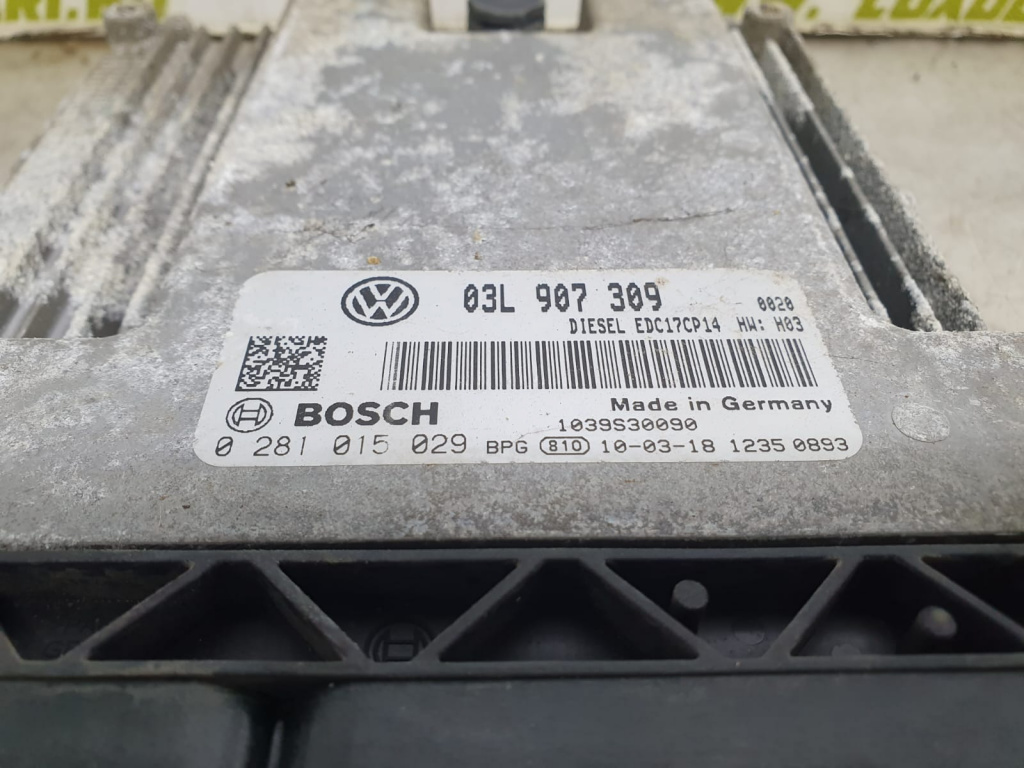 03L 907 309 0020
DIESEL EDC17CP14 HW: H03
BOSCH Made in Germany
1039S30090
0 281 015 029 BPG 810 10-03-18 1235 0893